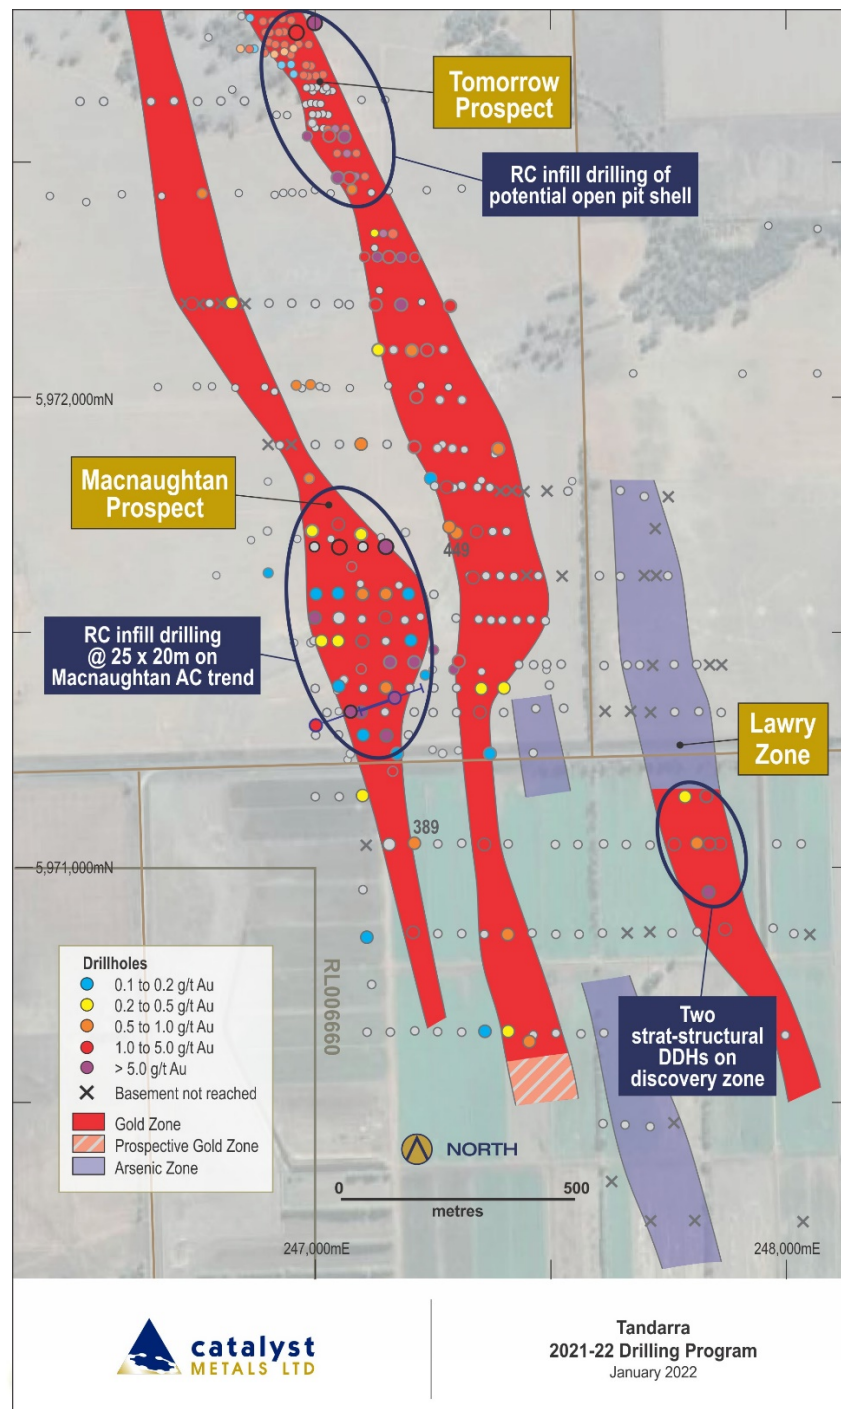 Tomorrow
Prospect
RC infill drilling of
potential open pit shell
5,972,000mN
Macnaughtan
Prospect
449
RC infill drilling
@ 25 x 20m on
Macnaughtan AC trend
Lawry
Zone
389
5,971,000mN
Drillholes
0.1 to 0.2 g/t Au
0.2 to 0.5 g/t Au
0.5 to 1.0 g/t Au
1.0 to 5.0 g/t Au
> 5.0 g/t Au
Basement not reached
Gold Zone
Prospective Gold Zone
Arsenic Zone
RL006660
Two
strat-structural
DDHs on
discovery zone
NORTH
0 500
metres
247,000mE
248,000mE
catalyst
METALS LTD
Tandarra
2021-22 Drilling Program
January 2022